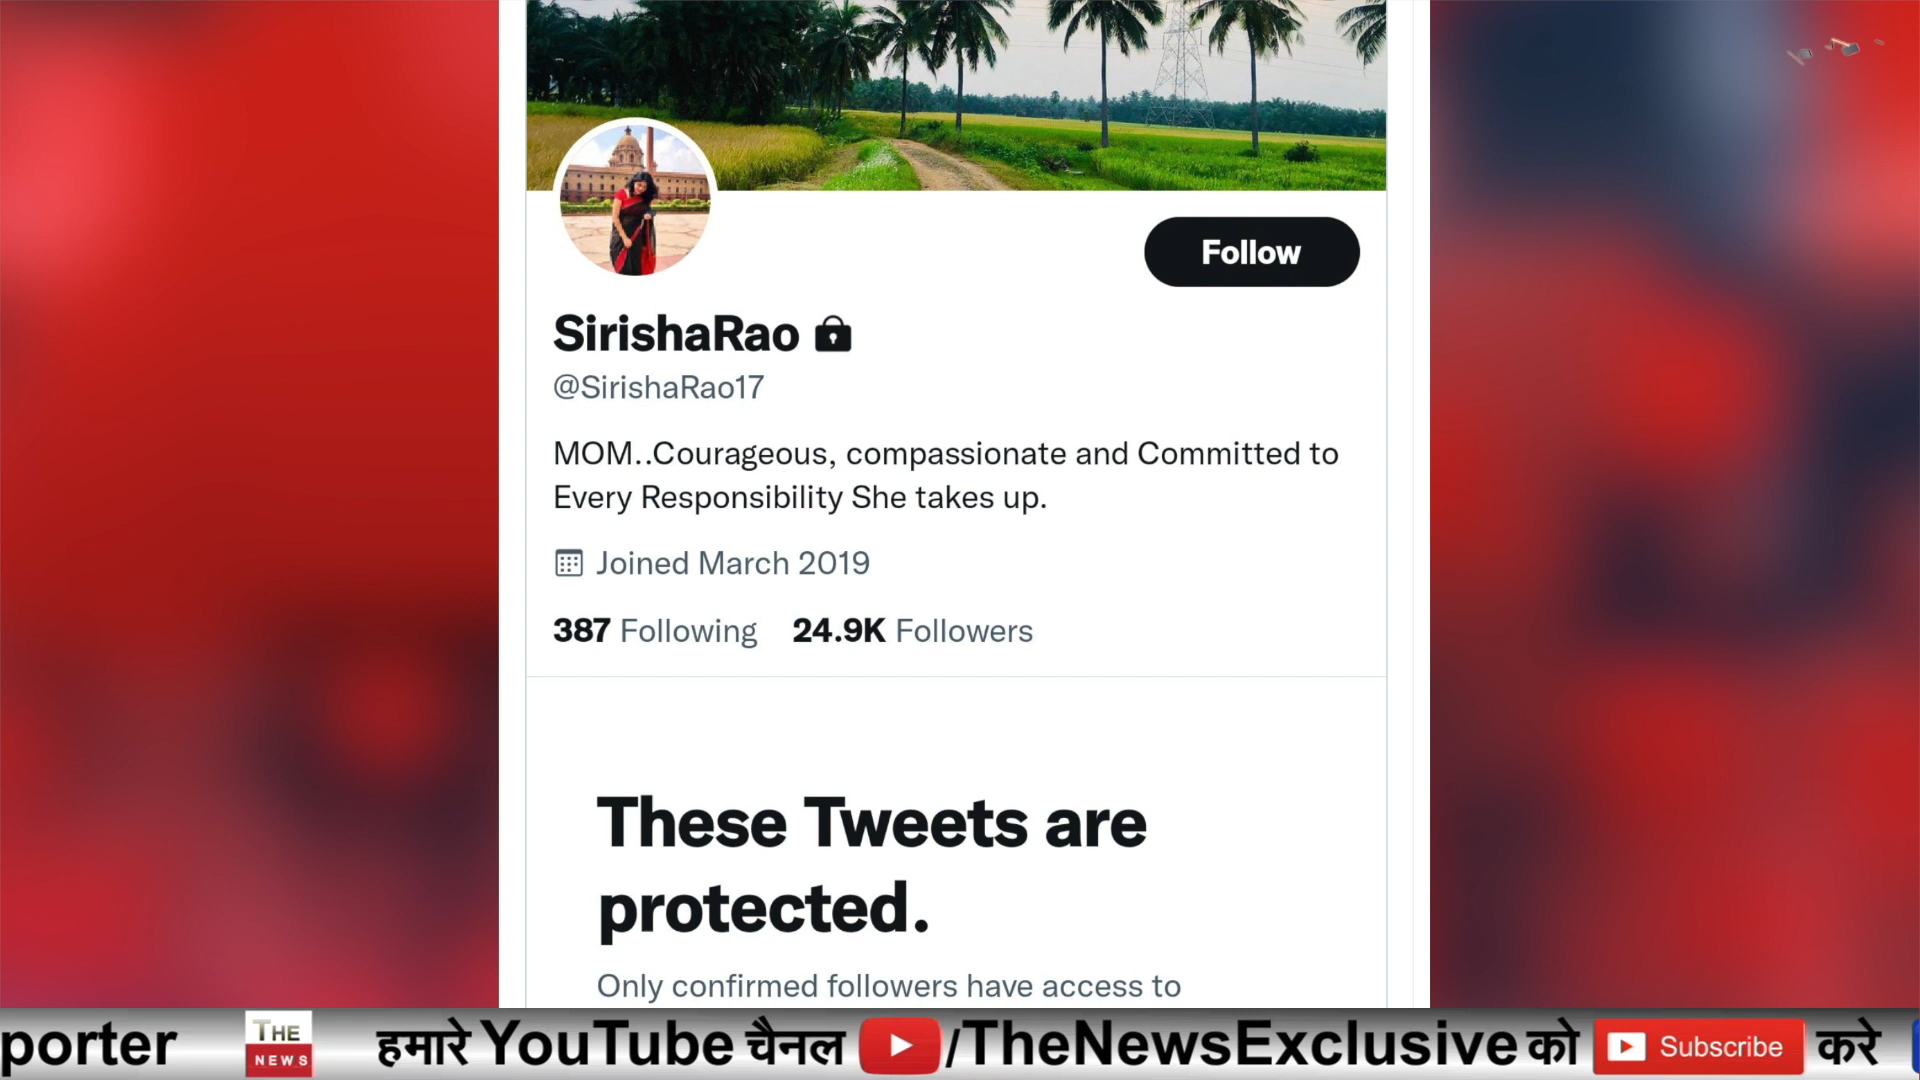 Follow
SirishaRao
@SirishaRao17
MOM..Courageous, compassionate and Committed to
Every Responsibility She takes up.
Joined March 2019
387 Following 24.9K Followers
These Tweets are
protected.
Only confirmed followers have access to
porter THE NEWS हमारे YouTube चैनल /TheNewsExclusive को Subscribe करे